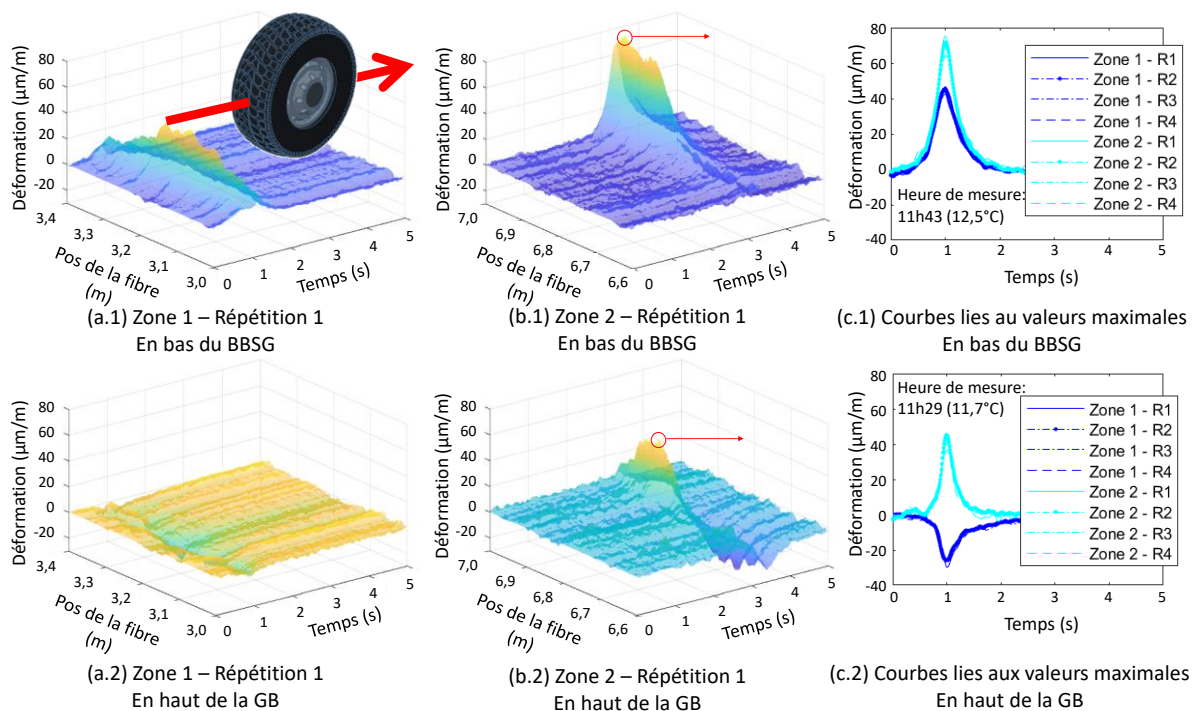 Déformation (µm/m)
80
60
40
20
0
-20
3,4
3,3
3,2
3,1
3,0
Pos de la fibre
(m)
0
1
2
3
4
5
Temps (s)
(a.1) Zone 1 – Répétition 1
En bas du BBSG
Déformation (µm/m)
80
60
40
20
0
-20
7,0
6,9
6,8
6,7
6,6
Pos de la fibre
(m)
0
1
2
3
4
5
Temps (s)
(b.1) Zone 2 – Répétition 1
En bas du BBSG
Déformation (µm/m)
80
60
40
20
0
-20
-40
Zone 1 - R1
Zone 1 - R2
Zone 1 - R3
Zone 1 - R4
Zone 2 - R1
Zone 2 - R2
Zone 2 - R3
Zone 2 - R4
Heure de mesure:
11h43 (12,5°C)
0
1
2
3
4
5
Temps (s)
(c.1) Courbes lies au valeurs maximales
En bas du BBSG
Déformation (µm/m)
80
60
40
20
0
-20
3,4
3,3
3,2
3,1
3,0
Pos de la fibre
(m)
0
1
2
3
4
5
Temps (s)
(a.2) Zone 1 – Répétition 1
En haut de la GB
Déformation (µm/m)
80
60
40
20
0
-20
7,0
6,9
6,8
6,7
6,6
Pos de la fibre
(m)
0
1
2
3
4
5
Temps (s)
(b.2) Zone 2 – Répétition 1
En haut de la GB
Déformation (µm/m)
80
60
40
20
0
-20
-40
Heure de mesure:
11h29 (11,7°C)
Zone 1 - R1
Zone 1 - R2
Zone 1 - R3
Zone 1 - R4
Zone 2 - R1
Zone 2 - R2
Zone 2 - R3
Zone 2 - R4
0
1
2
3
4
5
Temps (s)
(c.2) Courbes lies aux valeurs maximales
En haut de la GB